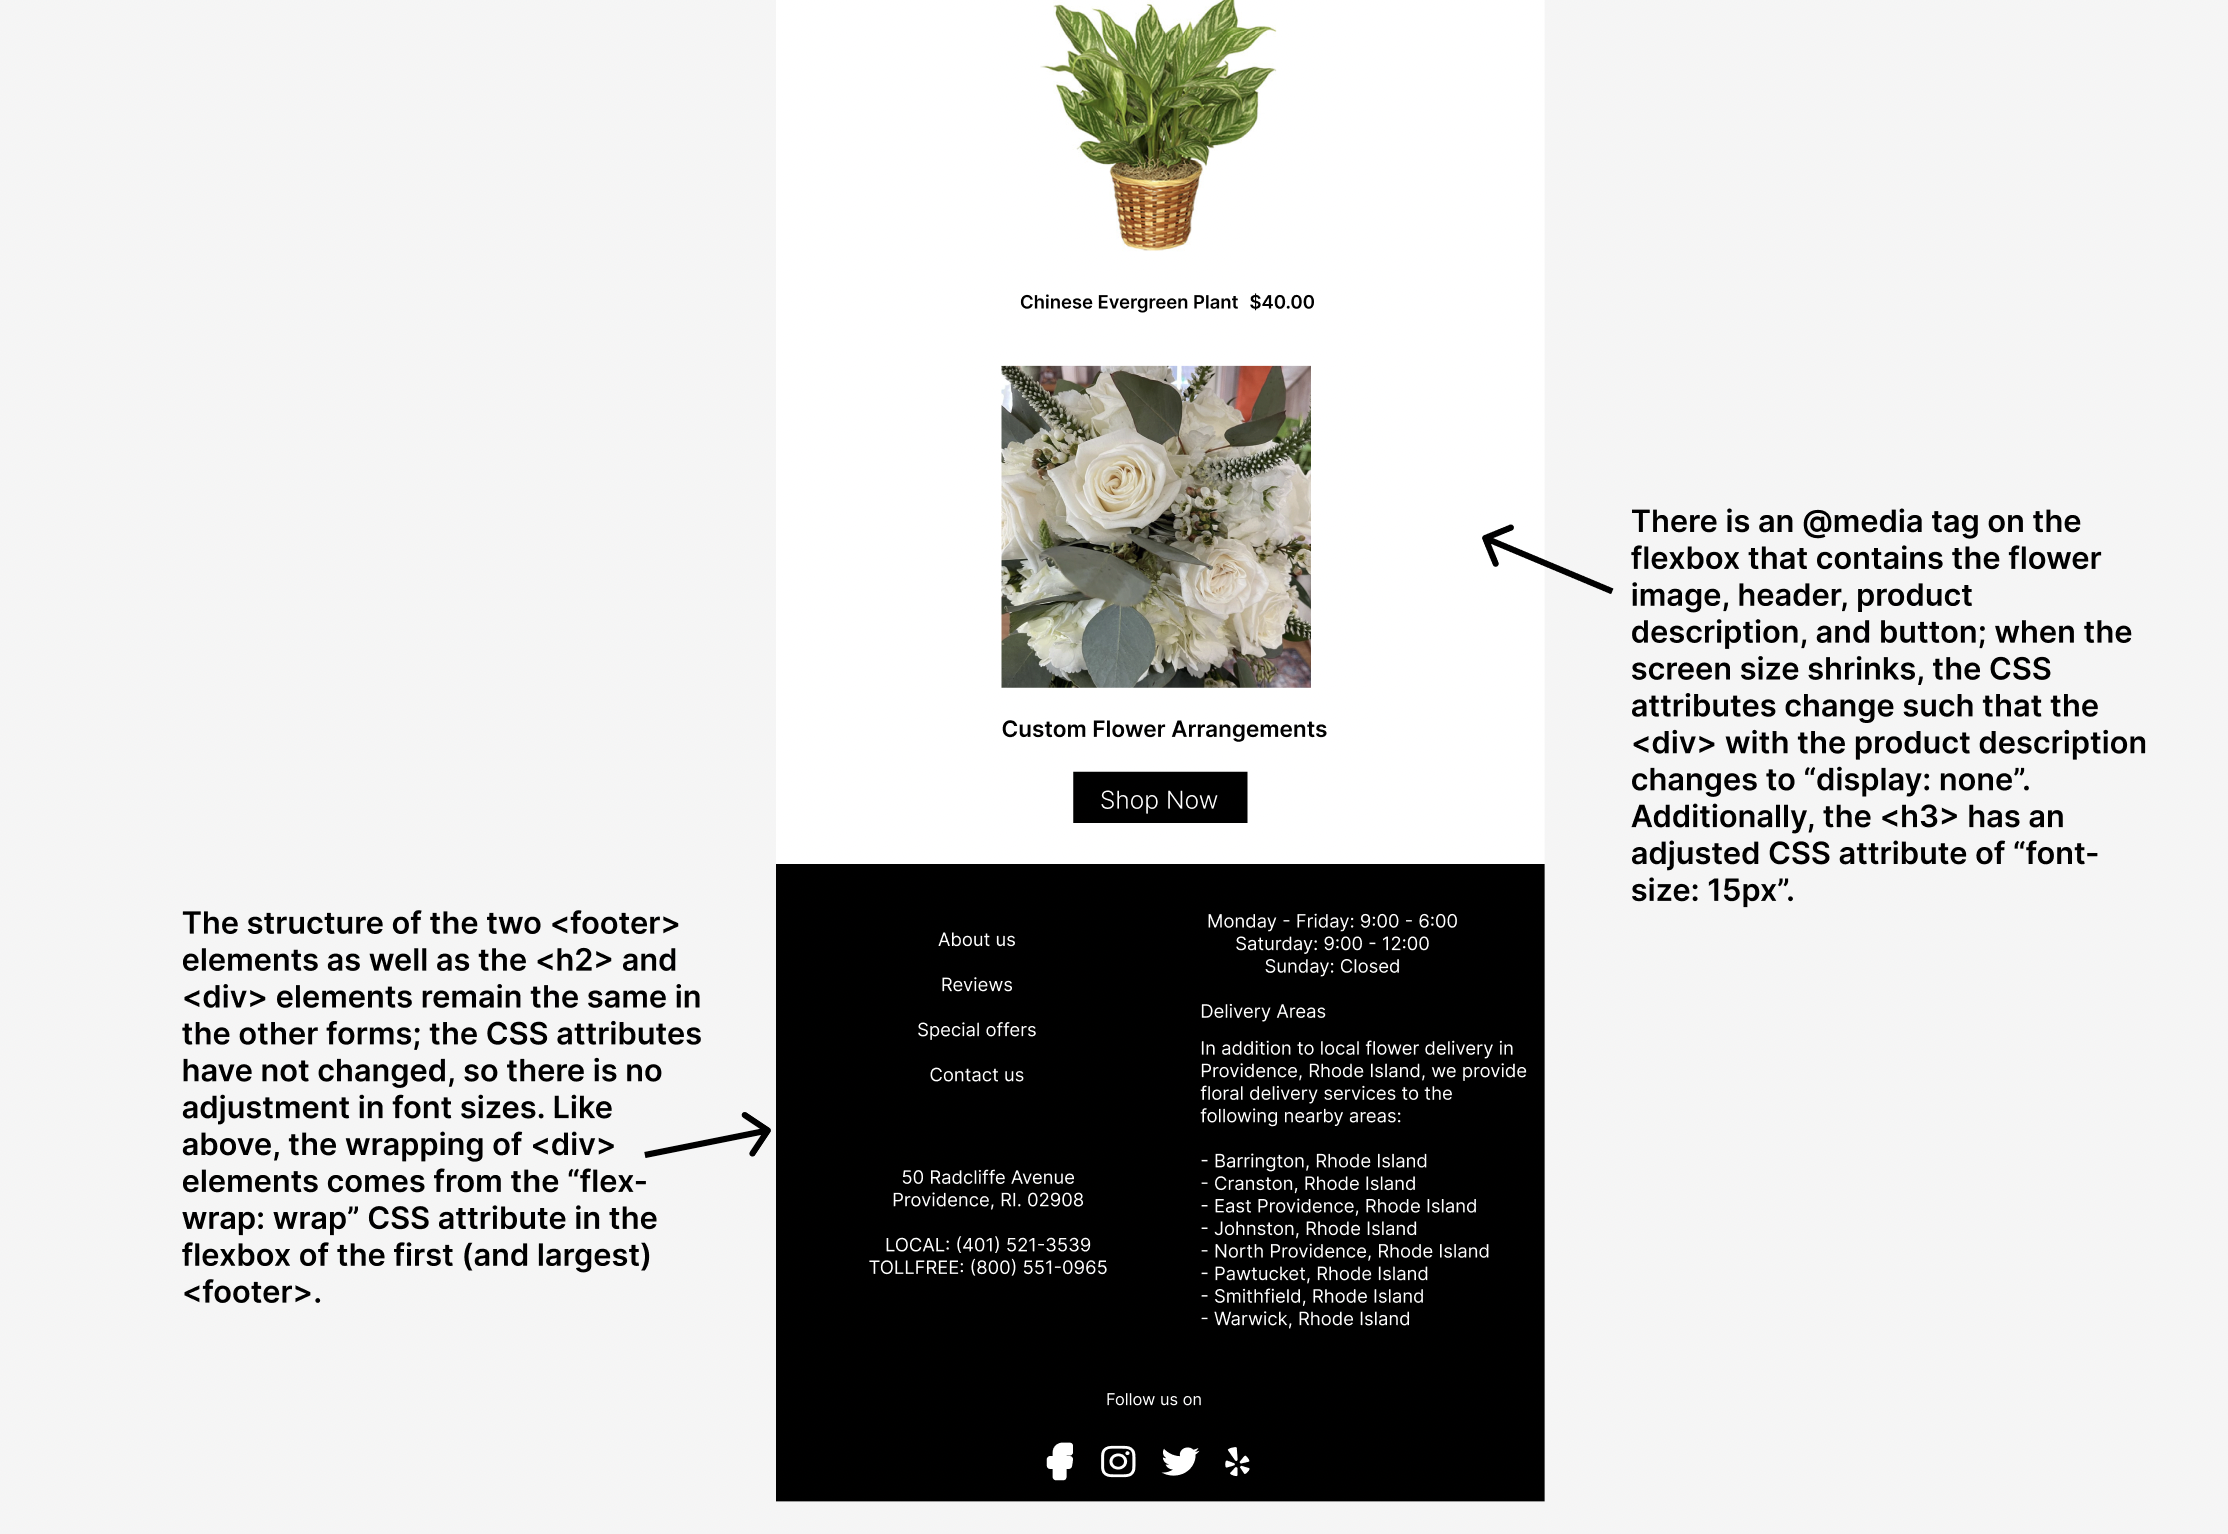 Chinese Evergreen Plant $40.00
Custom Flower Arrangements
Shop Now
There is an @media tag on the
flexbox that contains the flower
image, header, product
description, and button; when the
screen size shrinks, the CSS
attributes change such that the
<div> with the product description
changes to “display: none”.
Additionally, the <h3> has an
adjusted CSS attribute of “font-
size: 15px”.
The structure of the two <footer>
elements as well as the <h2> and
<div> elements remain the same in
the other forms; the CSS attributes
have not changed, so there is no
adjustment in font sizes. Like
above, the wrapping of <div>
elements comes from the “flex-
wrap: wrap” CSS attribute in the
flexbox of the first (and largest)
<footer>.
About us
Reviews
Special offers
Contact us
50 Radcliffe Avenue
Providence, RI. 02908
LOCAL: (401) 521-3539
TOLLFREE: (800) 551-0965
Monday - Friday: 9:00 - 6:00
Saturday: 9:00 - 12:00
Sunday: Closed
Delivery Areas
In addition to local flower delivery in
Providence, Rhode Island, we provide
floral delivery services to the
following nearby areas:
- Barrington, Rhode Island
- Cranston, Rhode Island
- East Providence, Rhode Island
- Johnston, Rhode Island
- North Providence, Rhode Island
- Pawtucket, Rhode Island
- Smithfield, Rhode Island
- Warwick, Rhode Island
Follow us on